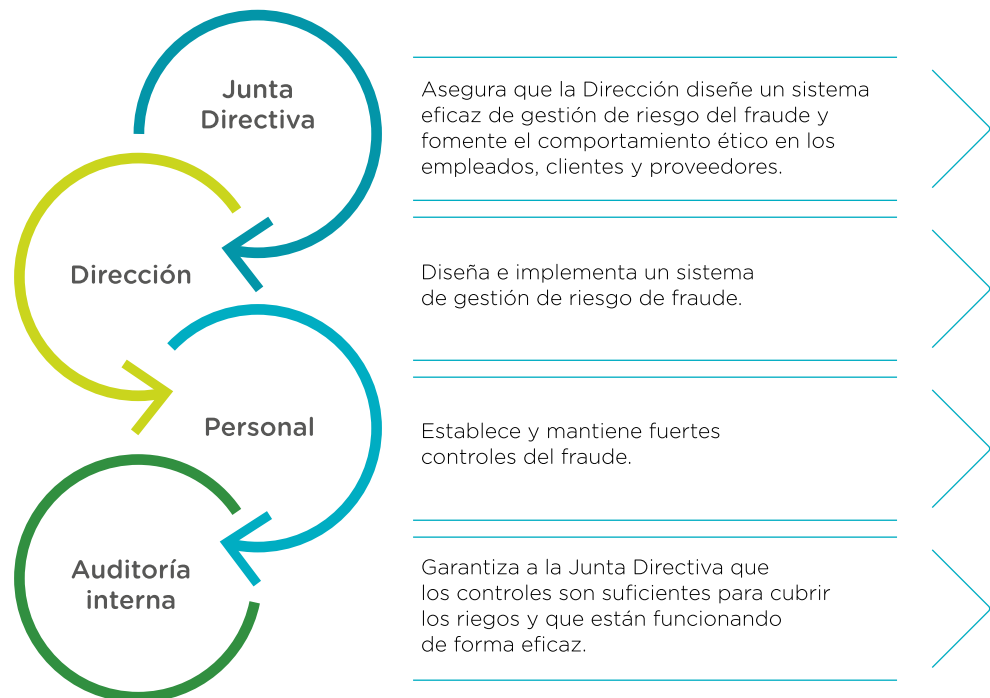 Junta
Directiva
Asegura que la Dirección diseñe un sistema
eficaz de gestión de riesgo del fraude y
fomente el comportamiento ético en los
empleados, clientes y proveedores.
Dirección
Diseña e implementa un sistema
de gestión de riesgo de fraude.
Personal
Establece y mantiene fuertes
controles del fraude.
Auditoría
interna
Garantiza a la Junta Directiva que
los controles son suficientes para cubrir
los riegos y que están funcionando
de forma eficaz.